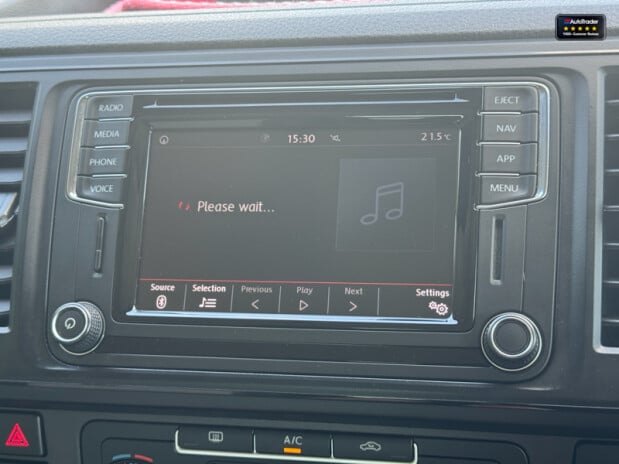 AutoTrader
RADIO
MEDIA
PHONE
VOICE
EJECT
NAV
APP
MENU
15:30
21.5°C
Please wait...
Source
Selection
Previous
Play
Next
Settings
A/C